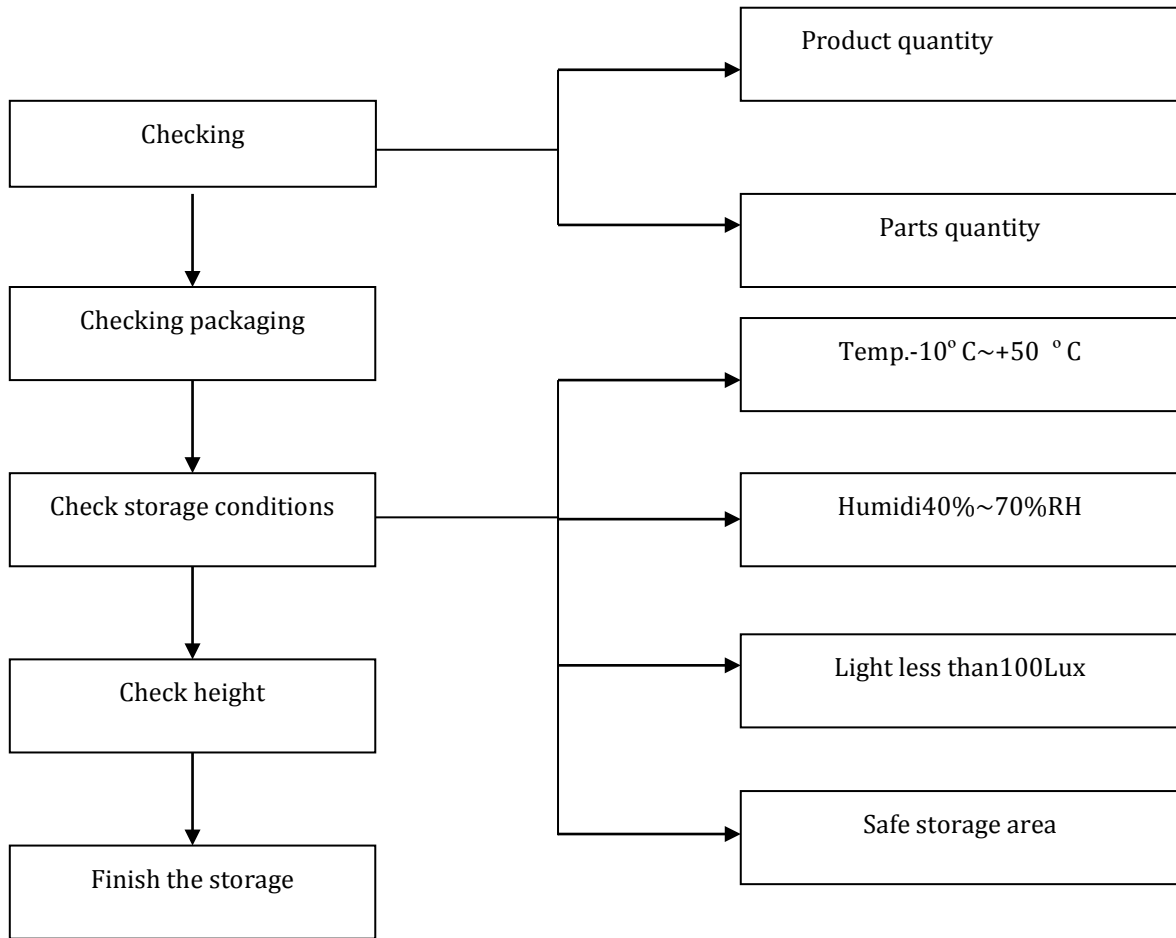 Product quantity
Checking
Parts quantity
Checking packaging
Temp.-10° C~+50 ° C
Check storage conditions
Humidi40%~70%RH
Check height
Light less than100Lux
Safe storage area
Finish the storage